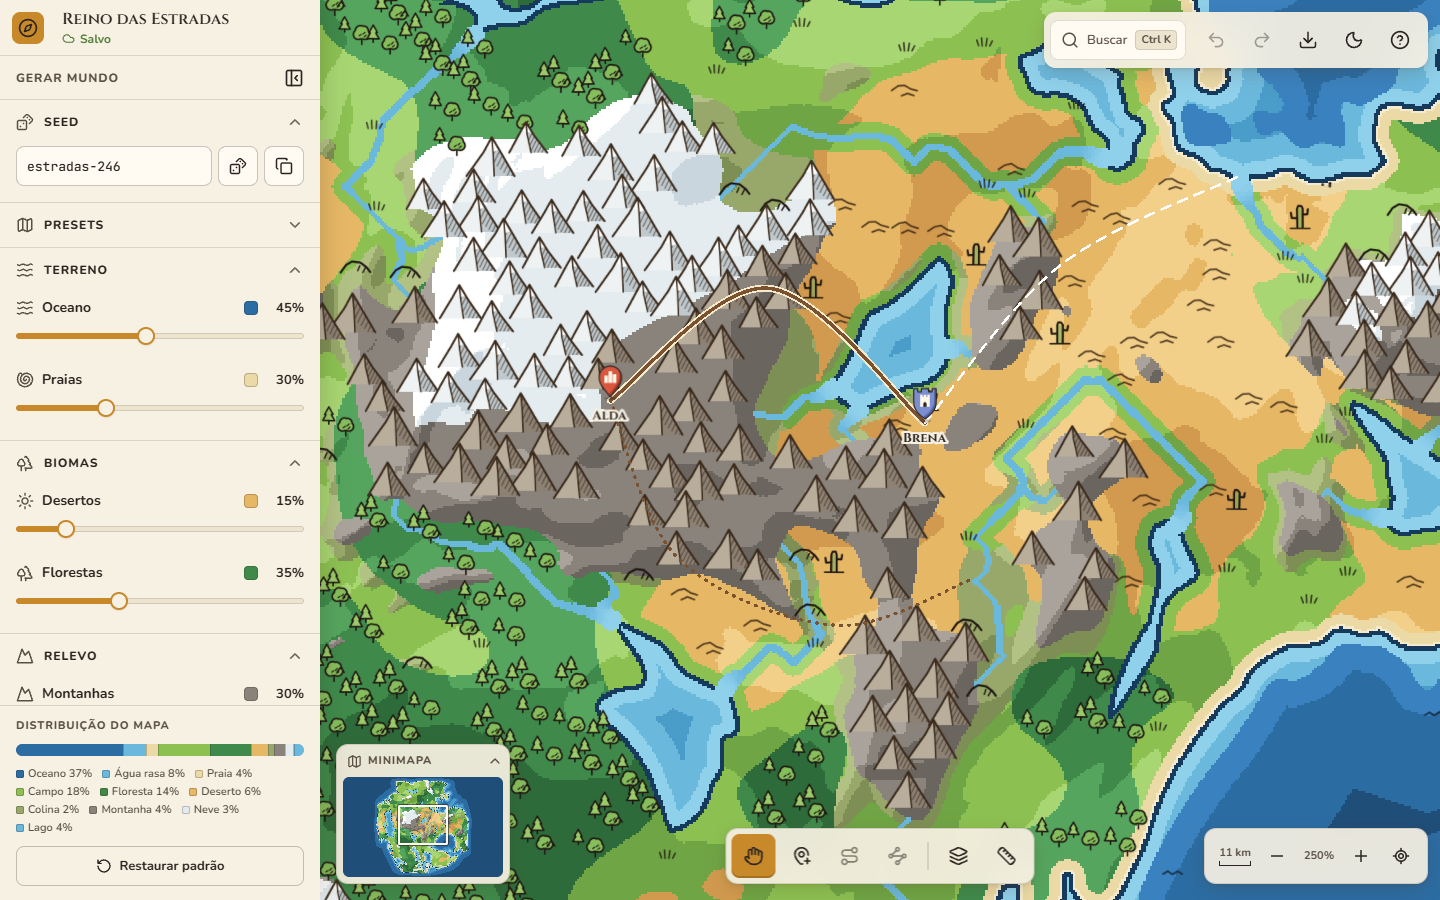 Reino das Estradas
Salvo
GERAR MUNDO
SEED
estradas-246
PRESETS
TERRENO
Oceano 45%
Praias 30%
BIOMAS
Desertos 15%
Florestas 35%
RELEVO
Montanhas 30%
DISTRIBUIÇÃO DO MAPA
Oceano 37% Água rasa 8% Praia 4%
Campo 18% Floresta 14% Deserto 6%
Colina 2% Montanha 4% Neve 3%
Lago 4%
Restaurar padrão
Buscar Ctrl K
Alda
Brena
MINIMAPA
11 km
250%